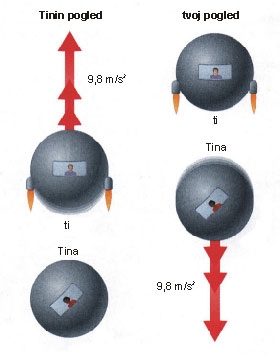 Tinin pogled
9,8 m/s²
ti
Tina
tvoj pogled
ti
Tina
9,8 m/s²